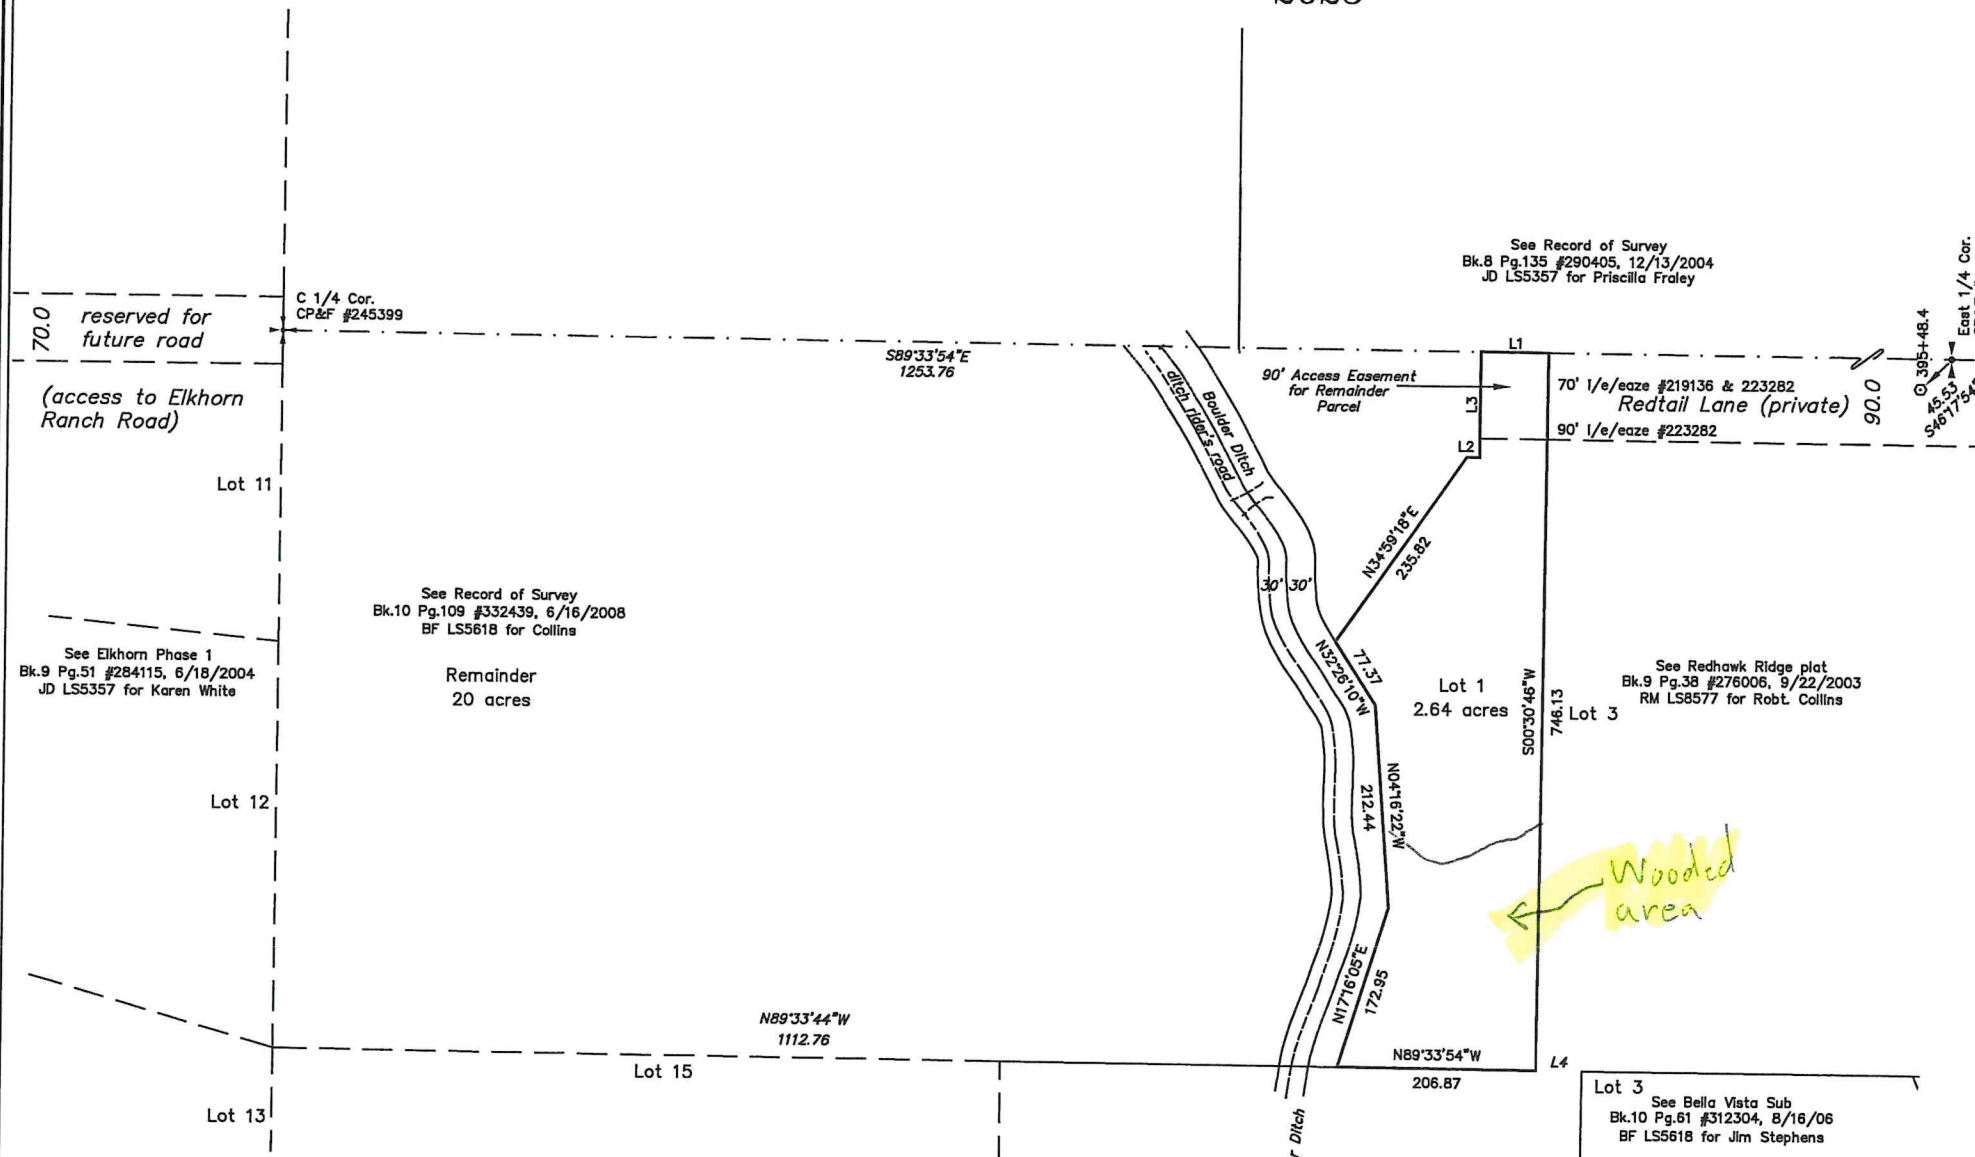 C 1/4 Cor.
CP&F #245399
70.0
reserved for
future road
(access to Elkhorn
Ranch Road)
S89°33'54"E
1253.76
See Record of Survey
Bk.8 Pg.135 #290405, 12/13/2004
JD LS5357 for Priscilla Fraley
East 1/4 Cor.
395+48.4
45.53
S46°17'54"
L1
90' Access Easement
for Remainder
Parcel
L3
L2
70' i/e/eaze #219136 & 223282
Redtail Lane (private)
90.0
90' i/e/eaze #223282
Boulder Ditch
ditch rider's road
Lot 11
N34°59'18"E
235.82
30' 30'
See Record of Survey
Bk.10 Pg.109 #332439, 6/16/2008
BF LS5618 for Collins
Remainder
20 acres
See Elkhorn Phase 1
Bk.9 Pg.51 #284115, 6/18/2004
JD LS5357 for Karen White
N32°26'10"W
77.37
Lot 1
2.64 acres
S00°30'46"W
746.13
Lot 3
See Redhawk Ridge plat
Bk.9 Pg.38 #276006, 9/22/2003
RM LS8577 for Robt. Collins
Lot 12
N04°16'22"W
212.44
Wooded
area
N17°16'05"E
172.95
N89°33'44"W
1112.76
N89°33'54"W
206.87
L4
Lot 15
Lot 13
Ditch
Lot 3
See Bella Vista Sub
Bk.10 Pg.61 #312304, 8/16/06
BF LS5618 for Jim Stephens